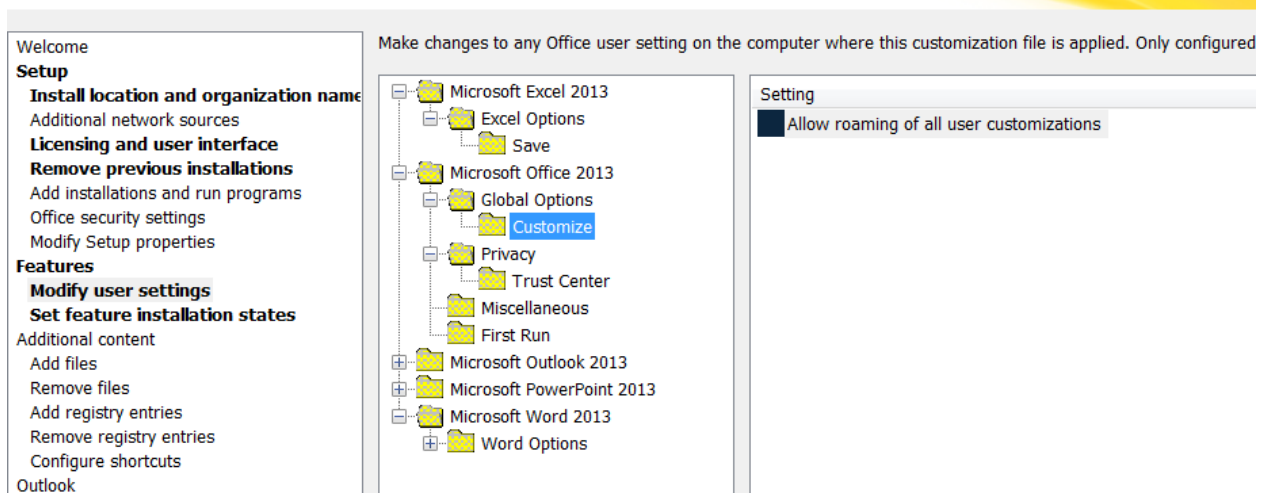 Make changes to any Office user setting on the computer where this customization file is applied. Only configured
Welcome
Setup
Install location and organization name
Additional network sources
Licensing and user interface
Remove previous installations
Add installations and run programs
Office security settings
Modify Setup properties
Features
Modify user settings
Set feature installation states
Additional content
Add files
Remove files
Add registry entries
Remove registry entries
Configure shortcuts
Outlook
Microsoft Excel 2013
Excel Options
Save
Microsoft Office 2013
Global Options
Customize
Privacy
Trust Center
Miscellaneous
First Run
Microsoft Outlook 2013
Microsoft PowerPoint 2013
Microsoft Word 2013
Word Options
Setting
Allow roaming of all user customizations